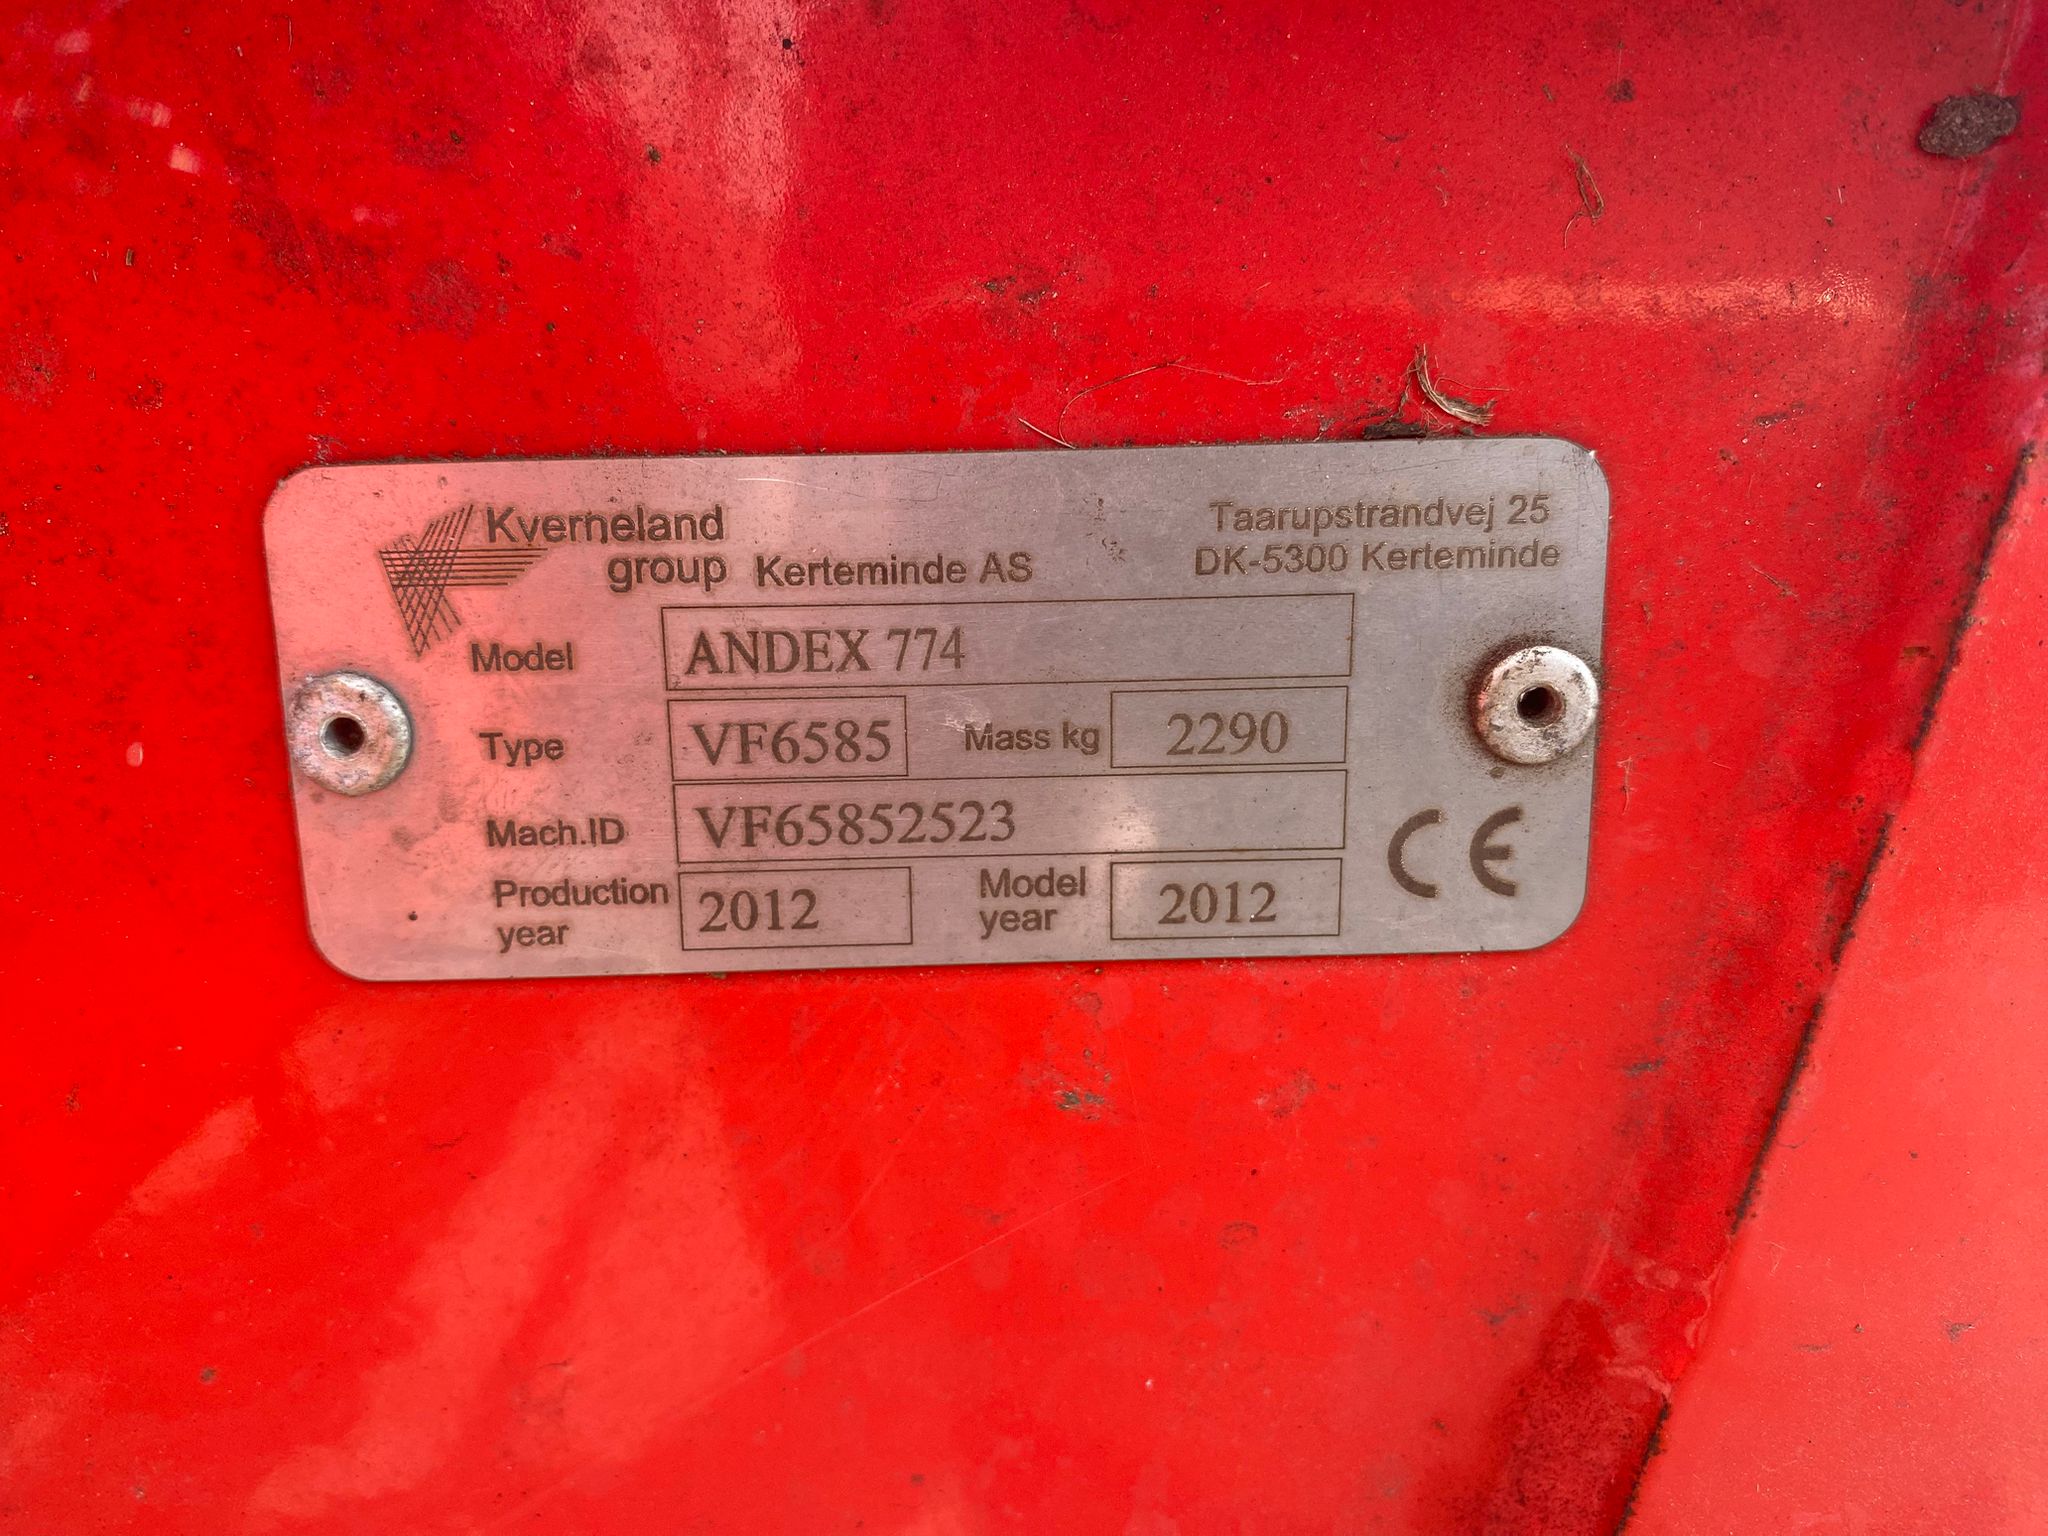 Kverneland
group Kerteminde AS
Taarupstrandvej 25
DK-5300 Kerteminde
Model ANDEX 774
Type VF6585 Mass kg 2290
Mach.ID VF65852523
Production year 2012 Model year 2012
CE